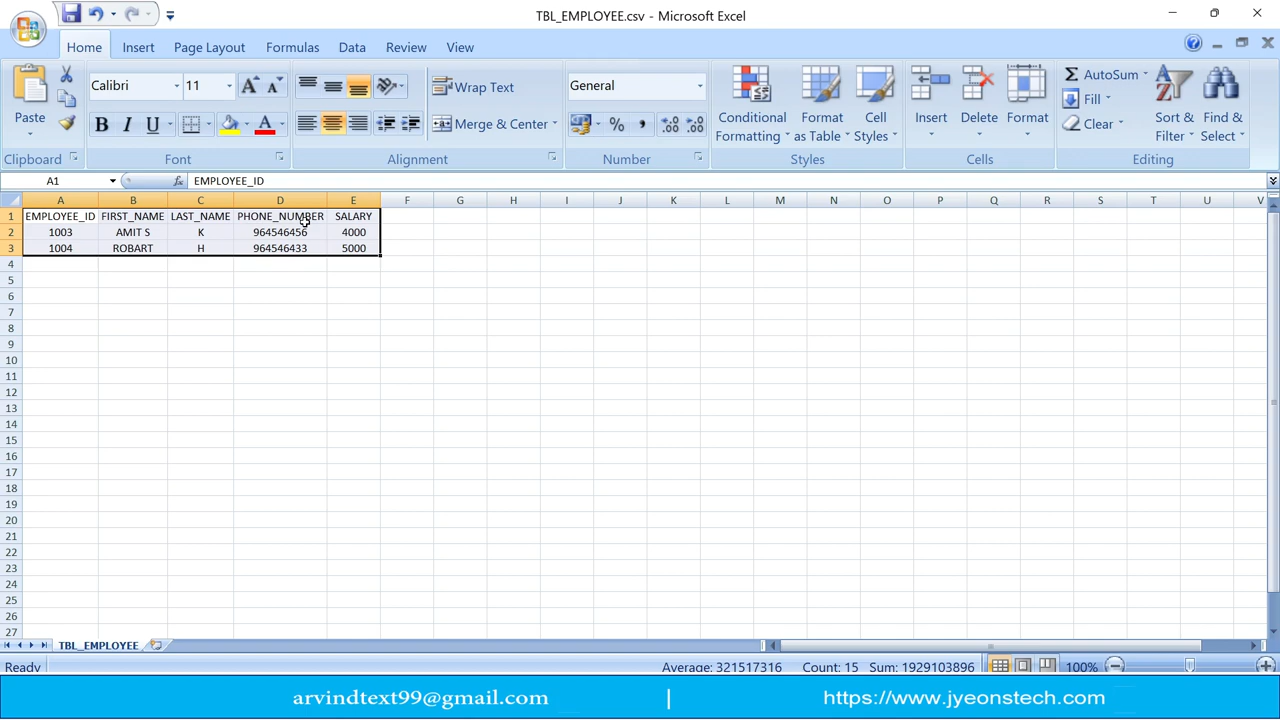 TBL_EMPLOYEE.csv - Microsoft Excel
Home Insert Page Layout Formulas Data Review View
Paste
Clipboard
Calibri 11
B I U A
Font
Wrap Text
Merge & Center
Alignment
General
% ,
Number
Conditional Formatting
Format as Table
Cell Styles
Styles
Insert Delete Format
Cells
Σ AutoSum
Fill
Clear
Sort & Filter
Find & Select
Editing
A1 fx EMPLOYEE_ID
A B C D E F G H I J K L M N O P Q R S T U V
1 EMPLOYEE_ID FIRST_NAME LAST_NAME PHONE_NUMBER SALARY
2 1003 AMIT S K 964546456 4000
3 1004 ROBART H 964546433 5000
4
5
6
7
8
9
10
11
12
13
14
15
16
17
18
19
20
21
22
23
24
25
26
27
TBL_EMPLOYEE
Ready Average: 321517316 Count: 15 Sum: 1929103896 100%
arvindtext99@gmail.com | https://www.jyeonstech.com